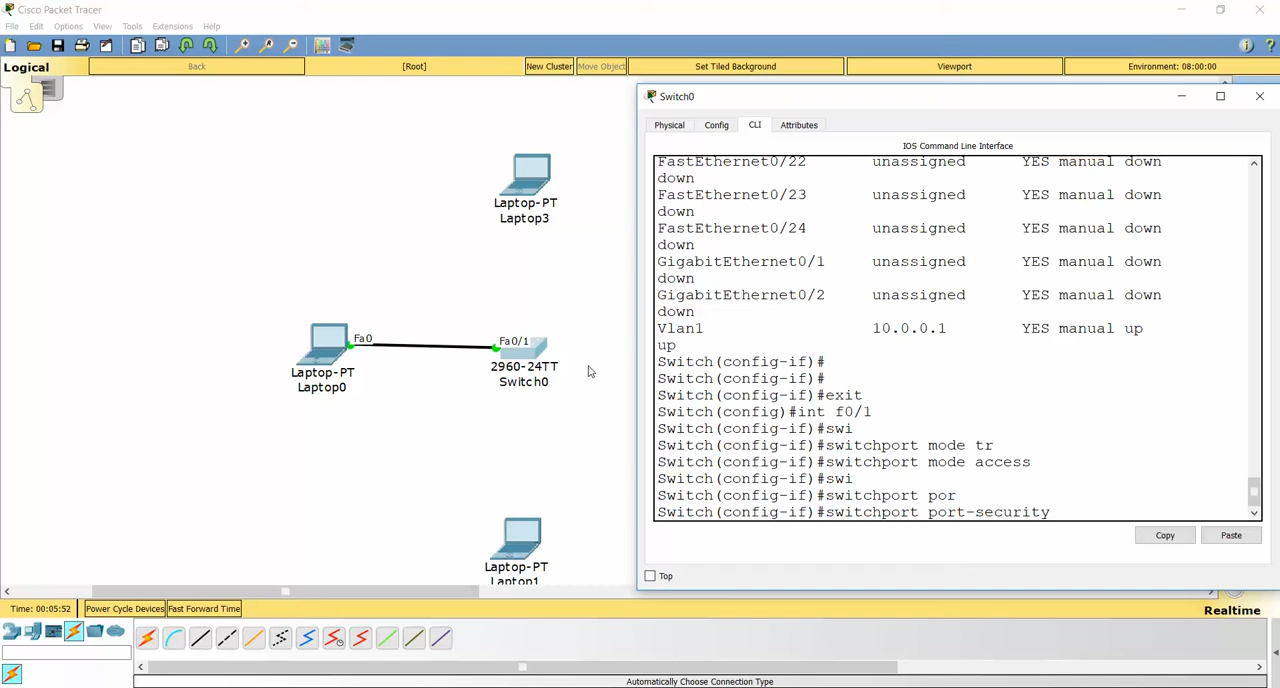 Cisco Packet Tracer
File Edit Options View Tools Extensions Help
Logical
Back
[Root]
New Cluster
Move Object
Set Tiled Background
Viewport
Environment: 08:00:00
Laptop-PT
Laptop3
Fa0
Fa0/1
Laptop-PT
Laptop0
2960-24TT
Switch0
Laptop-PT
Laptop1
Switch0
Physical Config CLI Attributes
IOS Command Line Interface
FastEthernet0/22 unassigned YES manual down
down
FastEthernet0/23 unassigned YES manual down
down
FastEthernet0/24 unassigned YES manual down
down
GigabitEthernet0/1 unassigned YES manual down
down
GigabitEthernet0/2 unassigned YES manual down
down
Vlan1 10.0.0.1 YES manual up
up
Switch(config-if)#
Switch(config-if)#
Switch(config-if)#exit
Switch(config)#int f0/1
Switch(config-if)#swi
Switch(config-if)#switchport mode tr
Switch(config-if)#switchport mode access
Switch(config-if)#swi
Switch(config-if)#switchport por
Switch(config-if)#switchport port-security
Copy
Paste
Top
Time: 00:05:52
Power Cycle Devices
Fast Forward Time
Realtime
Automatically Choose Connection Type